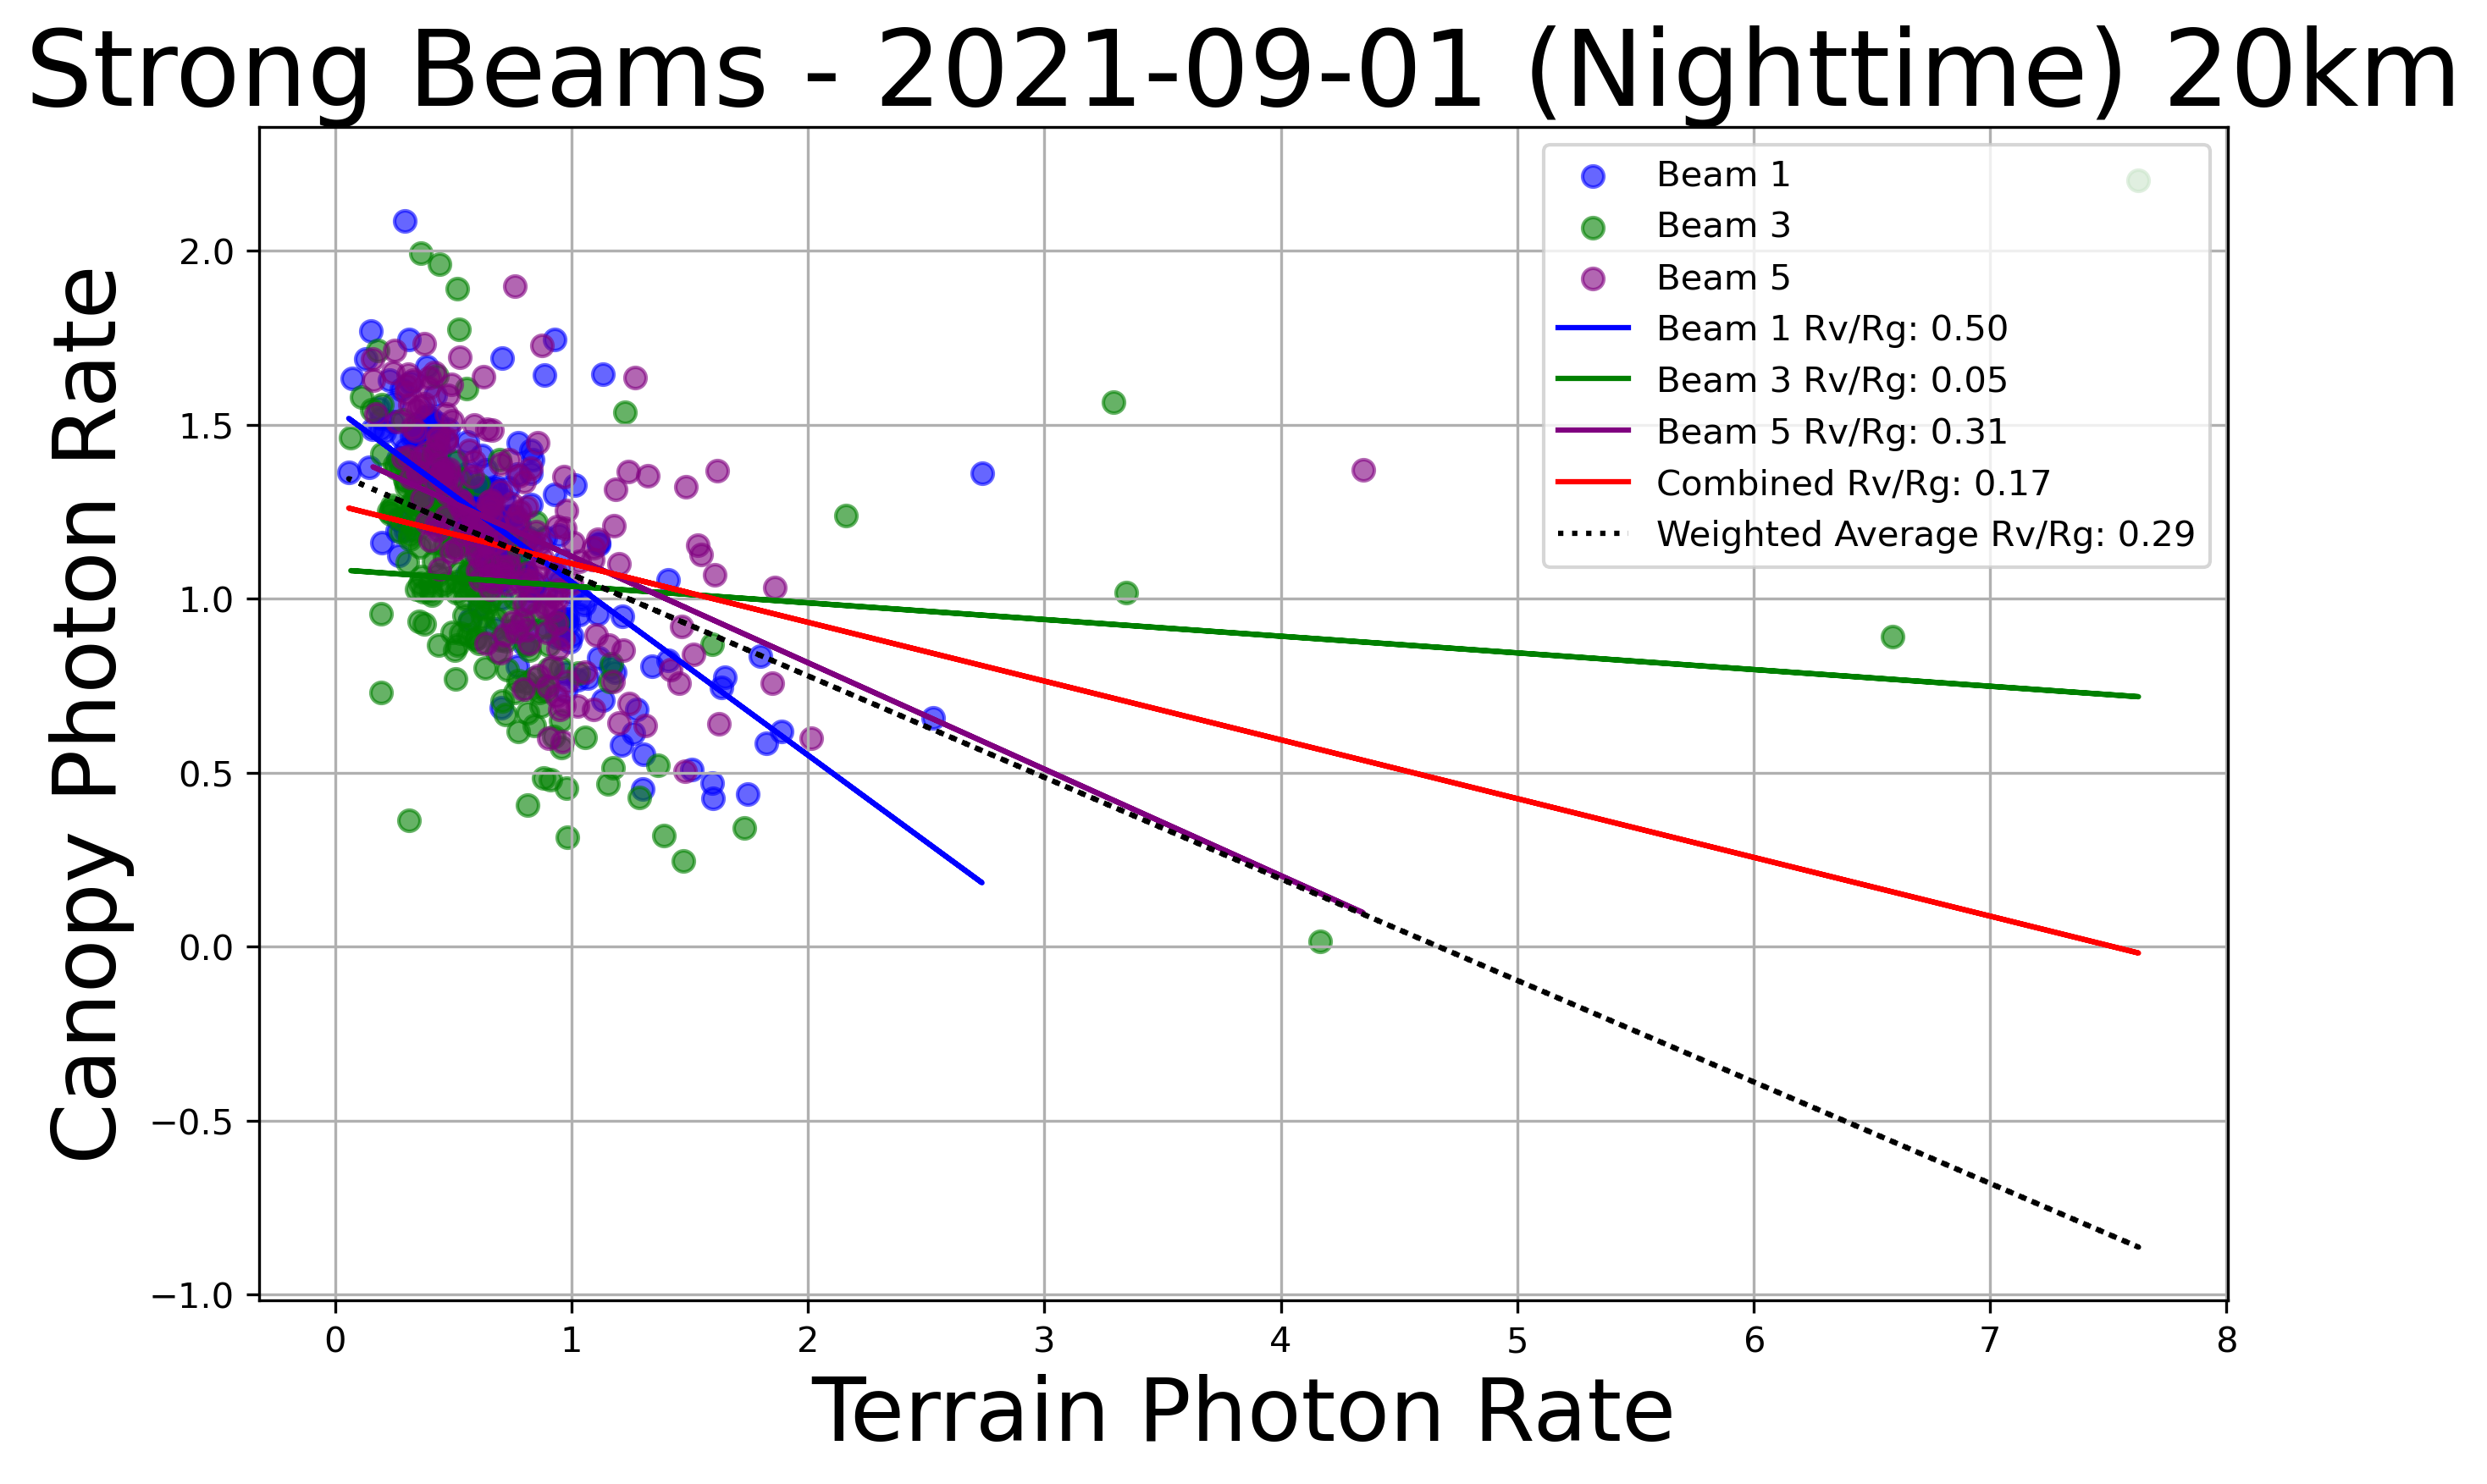 Strong Beams - 2021-09-01 (Nighttime) 20km
Canopy Photon Rate
2.0
1.5
1.0
0.5
0.0
−0.5
−1.0
Beam 1
Beam 3
Beam 5
Beam 1 Rv/Rg: 0.50
Beam 3 Rv/Rg: 0.05
Beam 5 Rv/Rg: 0.31
Combined Rv/Rg: 0.17
Weighted Average Rv/Rg: 0.29
0 1 2 3 4 5 6 7 8
Terrain Photon Rate